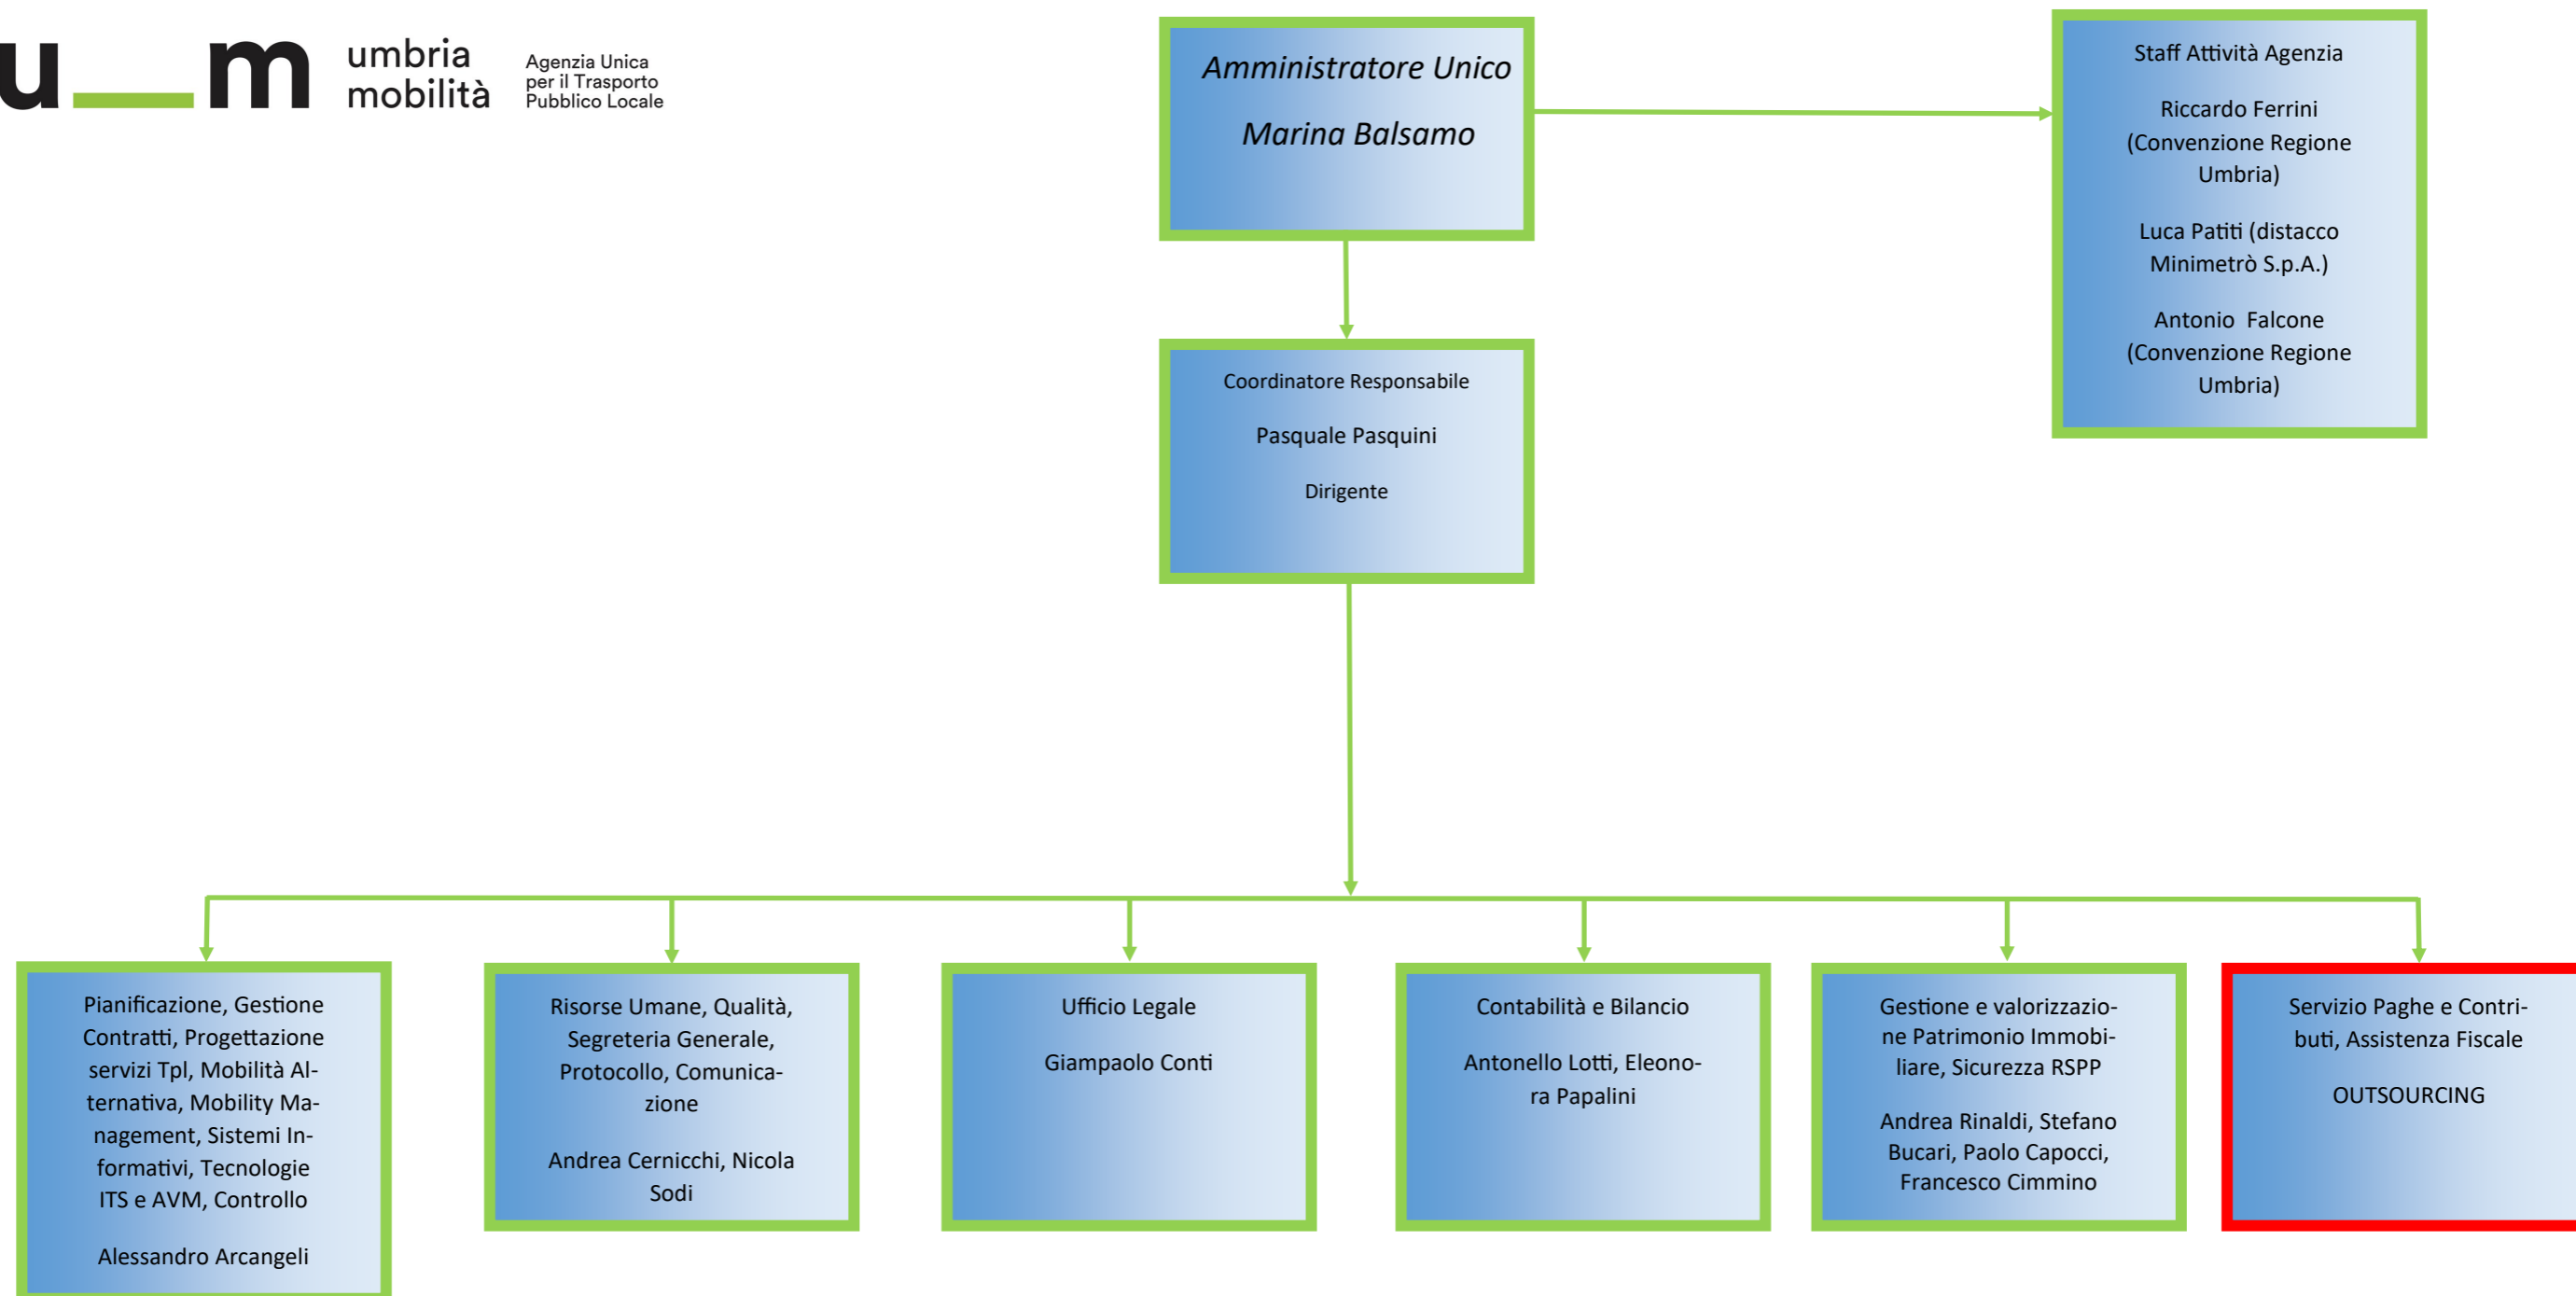 u__m
umbria
mobilità
Agenzia Unica
per il Trasporto
Pubblico Locale
Amministratore Unico
Marina Balsamo
Staff Attività Agenzia
Riccardo Ferrini
(Convenzione Regione
Umbria)
Luca Patiti (distacco
Minimetrò S.p.A.)
Antonio  Falcone
(Convenzione Regione
Umbria)
Coordinatore Responsabile
Pasquale Pasquini
Dirigente
Pianificazione, Gestione
Contratti, Progettazione
servizi Tpl, Mobilità Al-
ternativa, Mobility Ma-
nagement, Sistemi In-
formativi, Tecnologie
ITS e AVM, Controllo
Alessandro Arcangeli
Risorse Umane, Qualità,
Segreteria Generale,
Protocollo, Comunica-
zione
Andrea Cernicchi, Nicola
Sodi
Ufficio Legale
Giampaolo Conti
Contabilità e Bilancio
Antonello Lotti, Eleono-
ra Papalini
Gestione e valorizzazio-
ne Patrimonio Immobi-
liare, Sicurezza RSPP
Andrea Rinaldi, Stefano
Bucari, Paolo Capocci,
Francesco Cimmino
Servizio Paghe e Contri-
buti, Assistenza Fiscale
OUTSOURCING